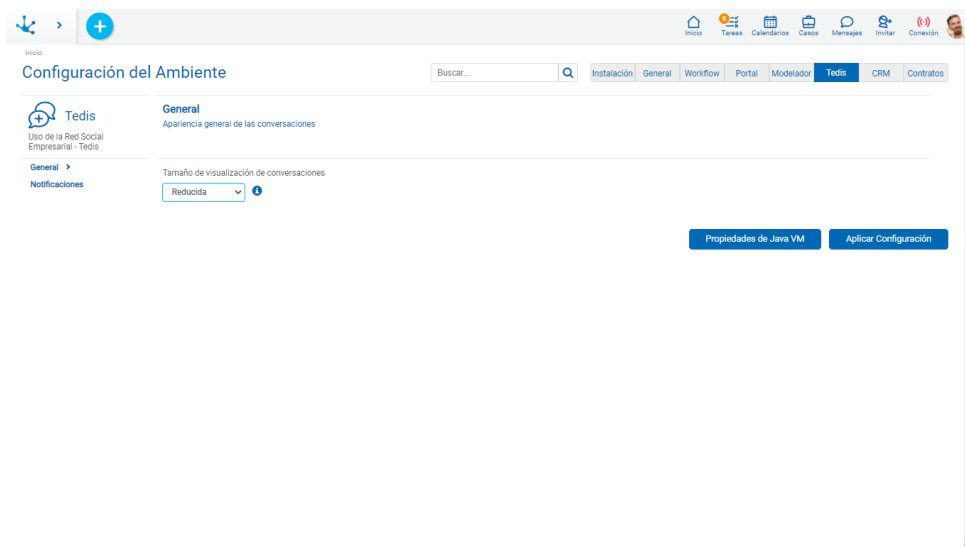 9
Inicio
Tareas
Calendarios
Casos
Mensajes
Invitar
Conexión
Inicio
Configuración del Ambiente
Buscar...
Instalación
General
Workflow
Portal
Modelador
Tedis
CRM
Contratos
Tedis
Uso de la Red Social
Empresarial - Tedis
General
Notificaciones
General
Apariencia general de las conversaciones
Tamaño de visualización de conversaciones
Reducida
Propiedades de Java VM
Aplicar Configuración